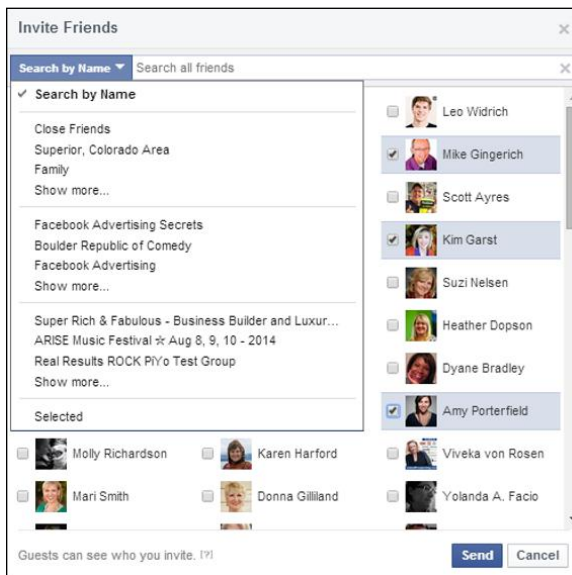 Invite Friends
Search by Name
Search all friends
Search by Name
Close Friends
Superior, Colorado Area
Family
Show more...
Facebook Advertising Secrets
Boulder Republic of Comedy
Facebook Advertising
Show more...
Super Rich & Fabulous - Business Builder and Luxur...
ARISE Music Festival ☆ Aug 8, 9, 10 - 2014
Real Results ROCK PiYo Test Group
Show more...
Selected
Leo Widrich
Mike Gingerich
Scott Ayres
Kim Garst
Suzi Nelsen
Heather Dopson
Dyane Bradley
Amy Porterfield
Molly Richardson
Karen Harford
Viveka von Rosen
Mari Smith
Donna Gilliland
Yolanda A. Facio
Guests can see who you invite. [?]
Send
Cancel